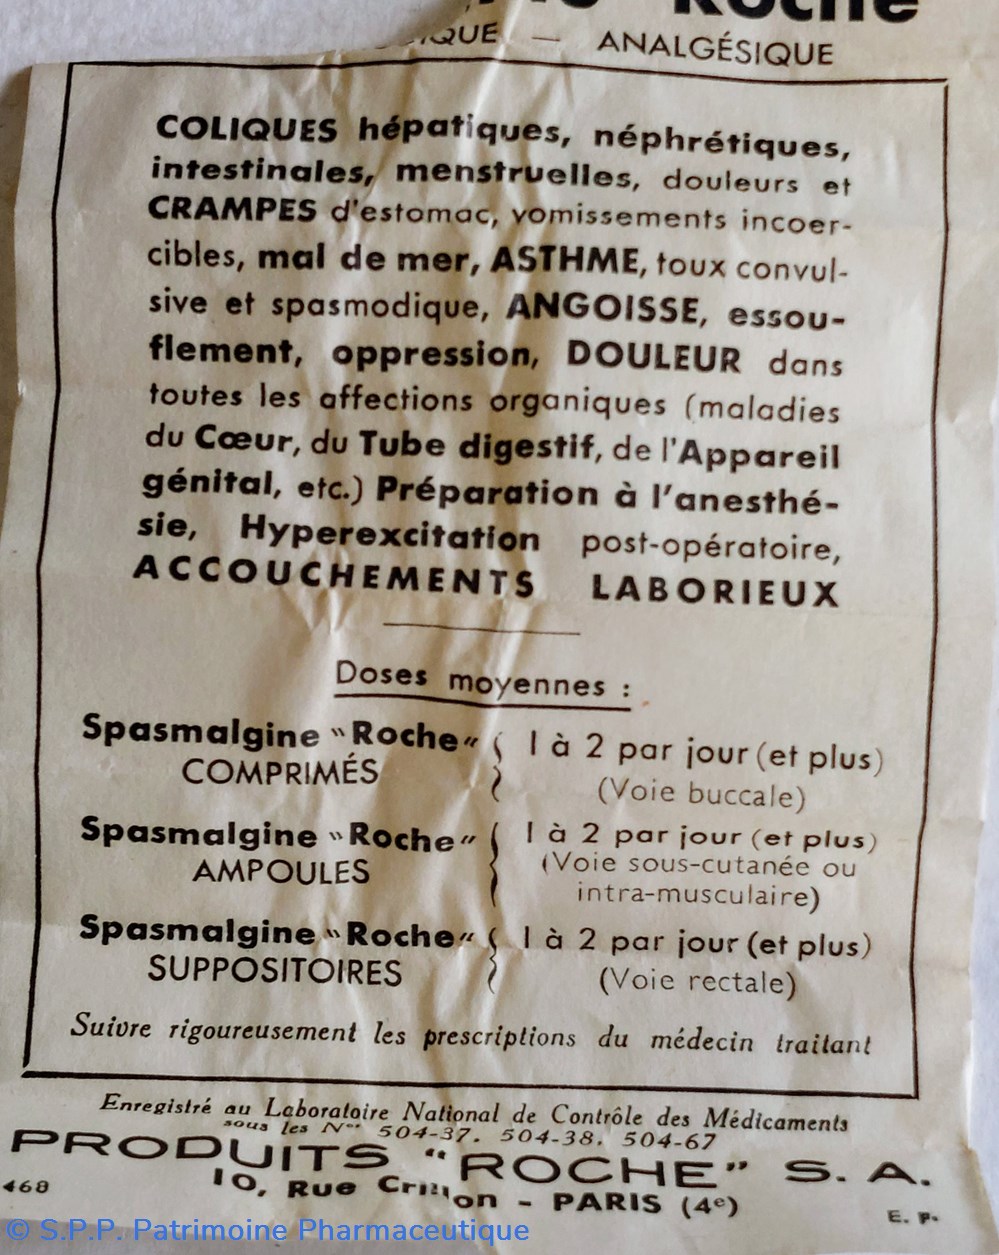 Roche
ANALGÉSIQUE
COLIQUES hépatiques, néphrétiques,
intestinales, menstruelles, douleurs et
CRAMPES d'estomac, vomissements incoer-
cibles, mal de mer, ASTHME, toux convul-
sive et spasmodique, ANGOISSE, essou-
flement, oppression, DOULEUR dans
toutes les affections organiques (maladies
du Cœur, du Tube digestif, de l'Appareil
génital, etc.) Préparation à l'anesthé-
sie, Hyperexcitation post-opératoire,
ACCOUCHEMENTS LABORIEUX
Doses moyennes :
Spasmalgine "Roche" 1 à 2 par jour (et plus)
COMPRIMÉS (Voie buccale)
Spasmalgine "Roche" 1 à 2 par jour (et plus)
AMPOULES (Voie sous-cutanée ou
intra-musculaire)
Spasmalgine "Roche" 1 à 2 par jour (et plus)
SUPPOSITOIRES (Voie rectale)
Suivre rigoureusement les prescriptions du médecin traitant
Enregistré au Laboratoire National de Contrôle des Médicaments
sous les Nos 504-37. 504-38. 504-67
PRODUITS "ROCHE" S. A.
10, Rue Crillon - PARIS (4e)
468
E. P.
© S.P.P. Patrimoine Pharmaceutique